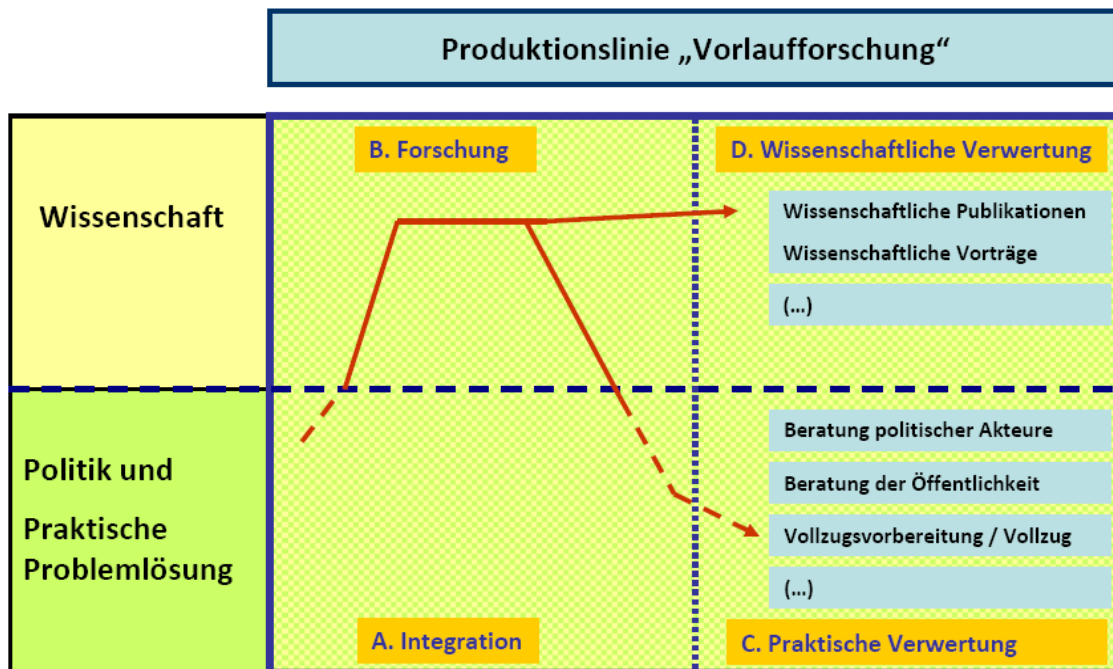 Produktionslinie „Vorlaufforschung“
B. Forschung
D. Wissenschaftliche Verwertung
Wissenschaft
Wissenschaftliche Publikationen
Wissenschaftliche Vorträge
(...)
Politik und
Praktische
Problemlösung
Beratung politischer Akteure
Beratung der Öffentlichkeit
Vollzugsvorbereitung / Vollzug
(...)
A. Integration
C. Praktische Verwertung